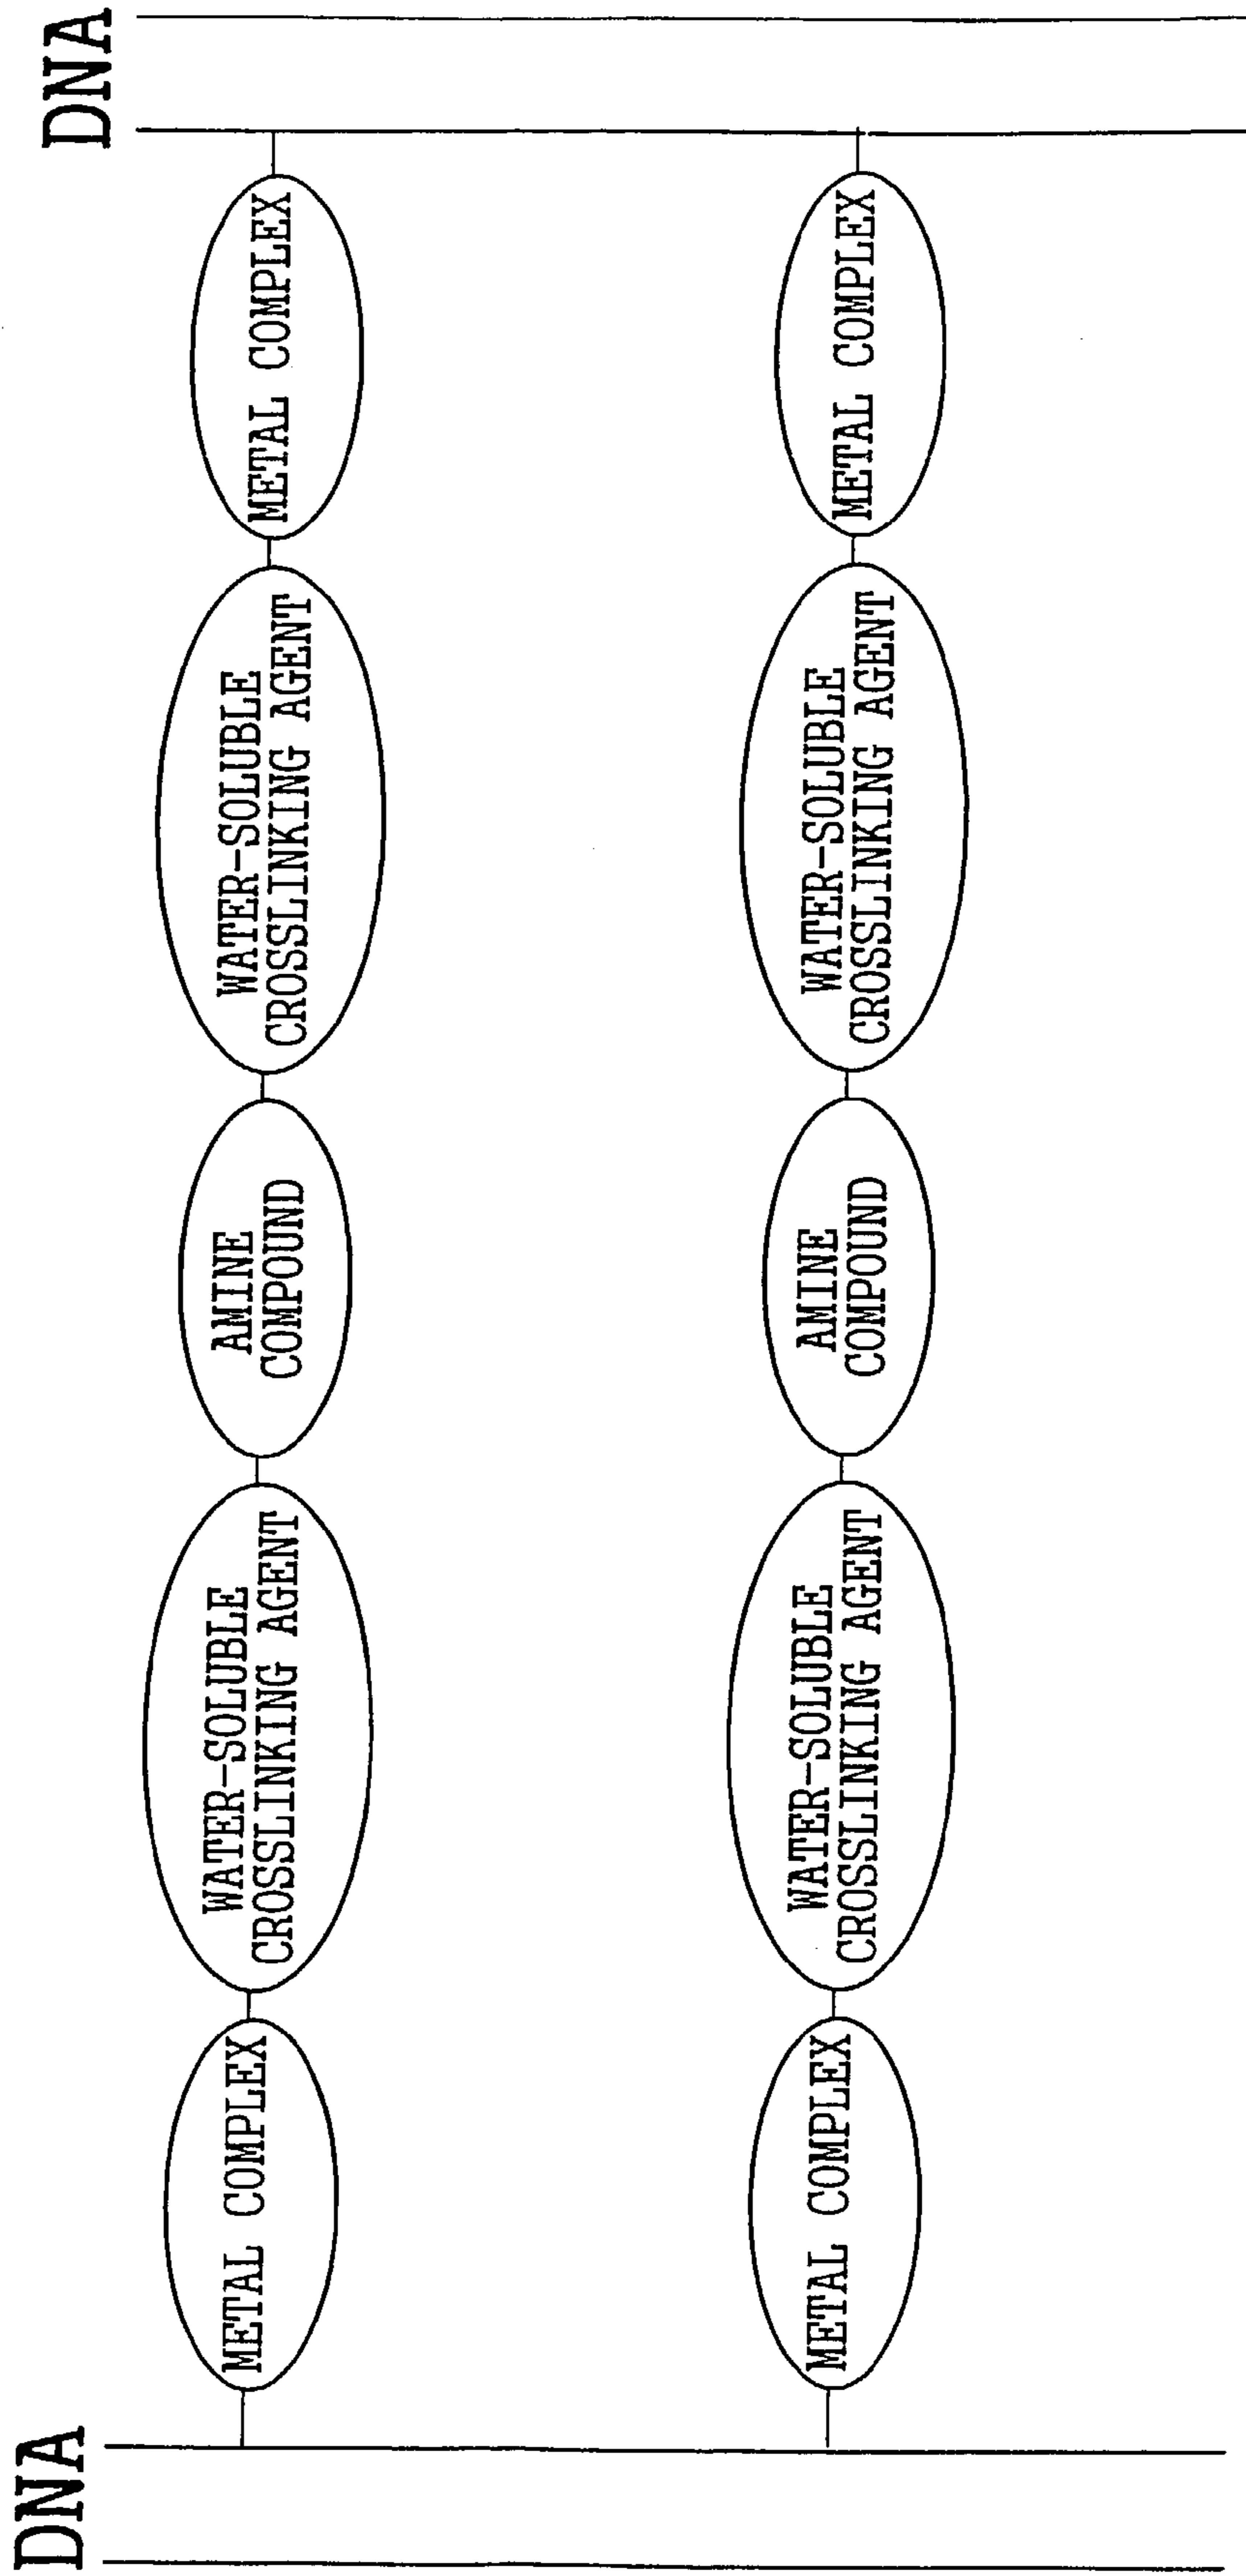 DNA
DNA
METAL COMPLEX
WATER-SOLUBLE
CROSSLINKING AGENT
AMINE
COMPOUND
WATER-SOLUBLE
CROSSLINKING AGENT
METAL COMPLEX
METAL COMPLEX
WATER-SOLUBLE
CROSSLINKING AGENT
AMINE
COMPOUND
WATER-SOLUBLE
CROSSLINKING AGENT
METAL COMPLEX